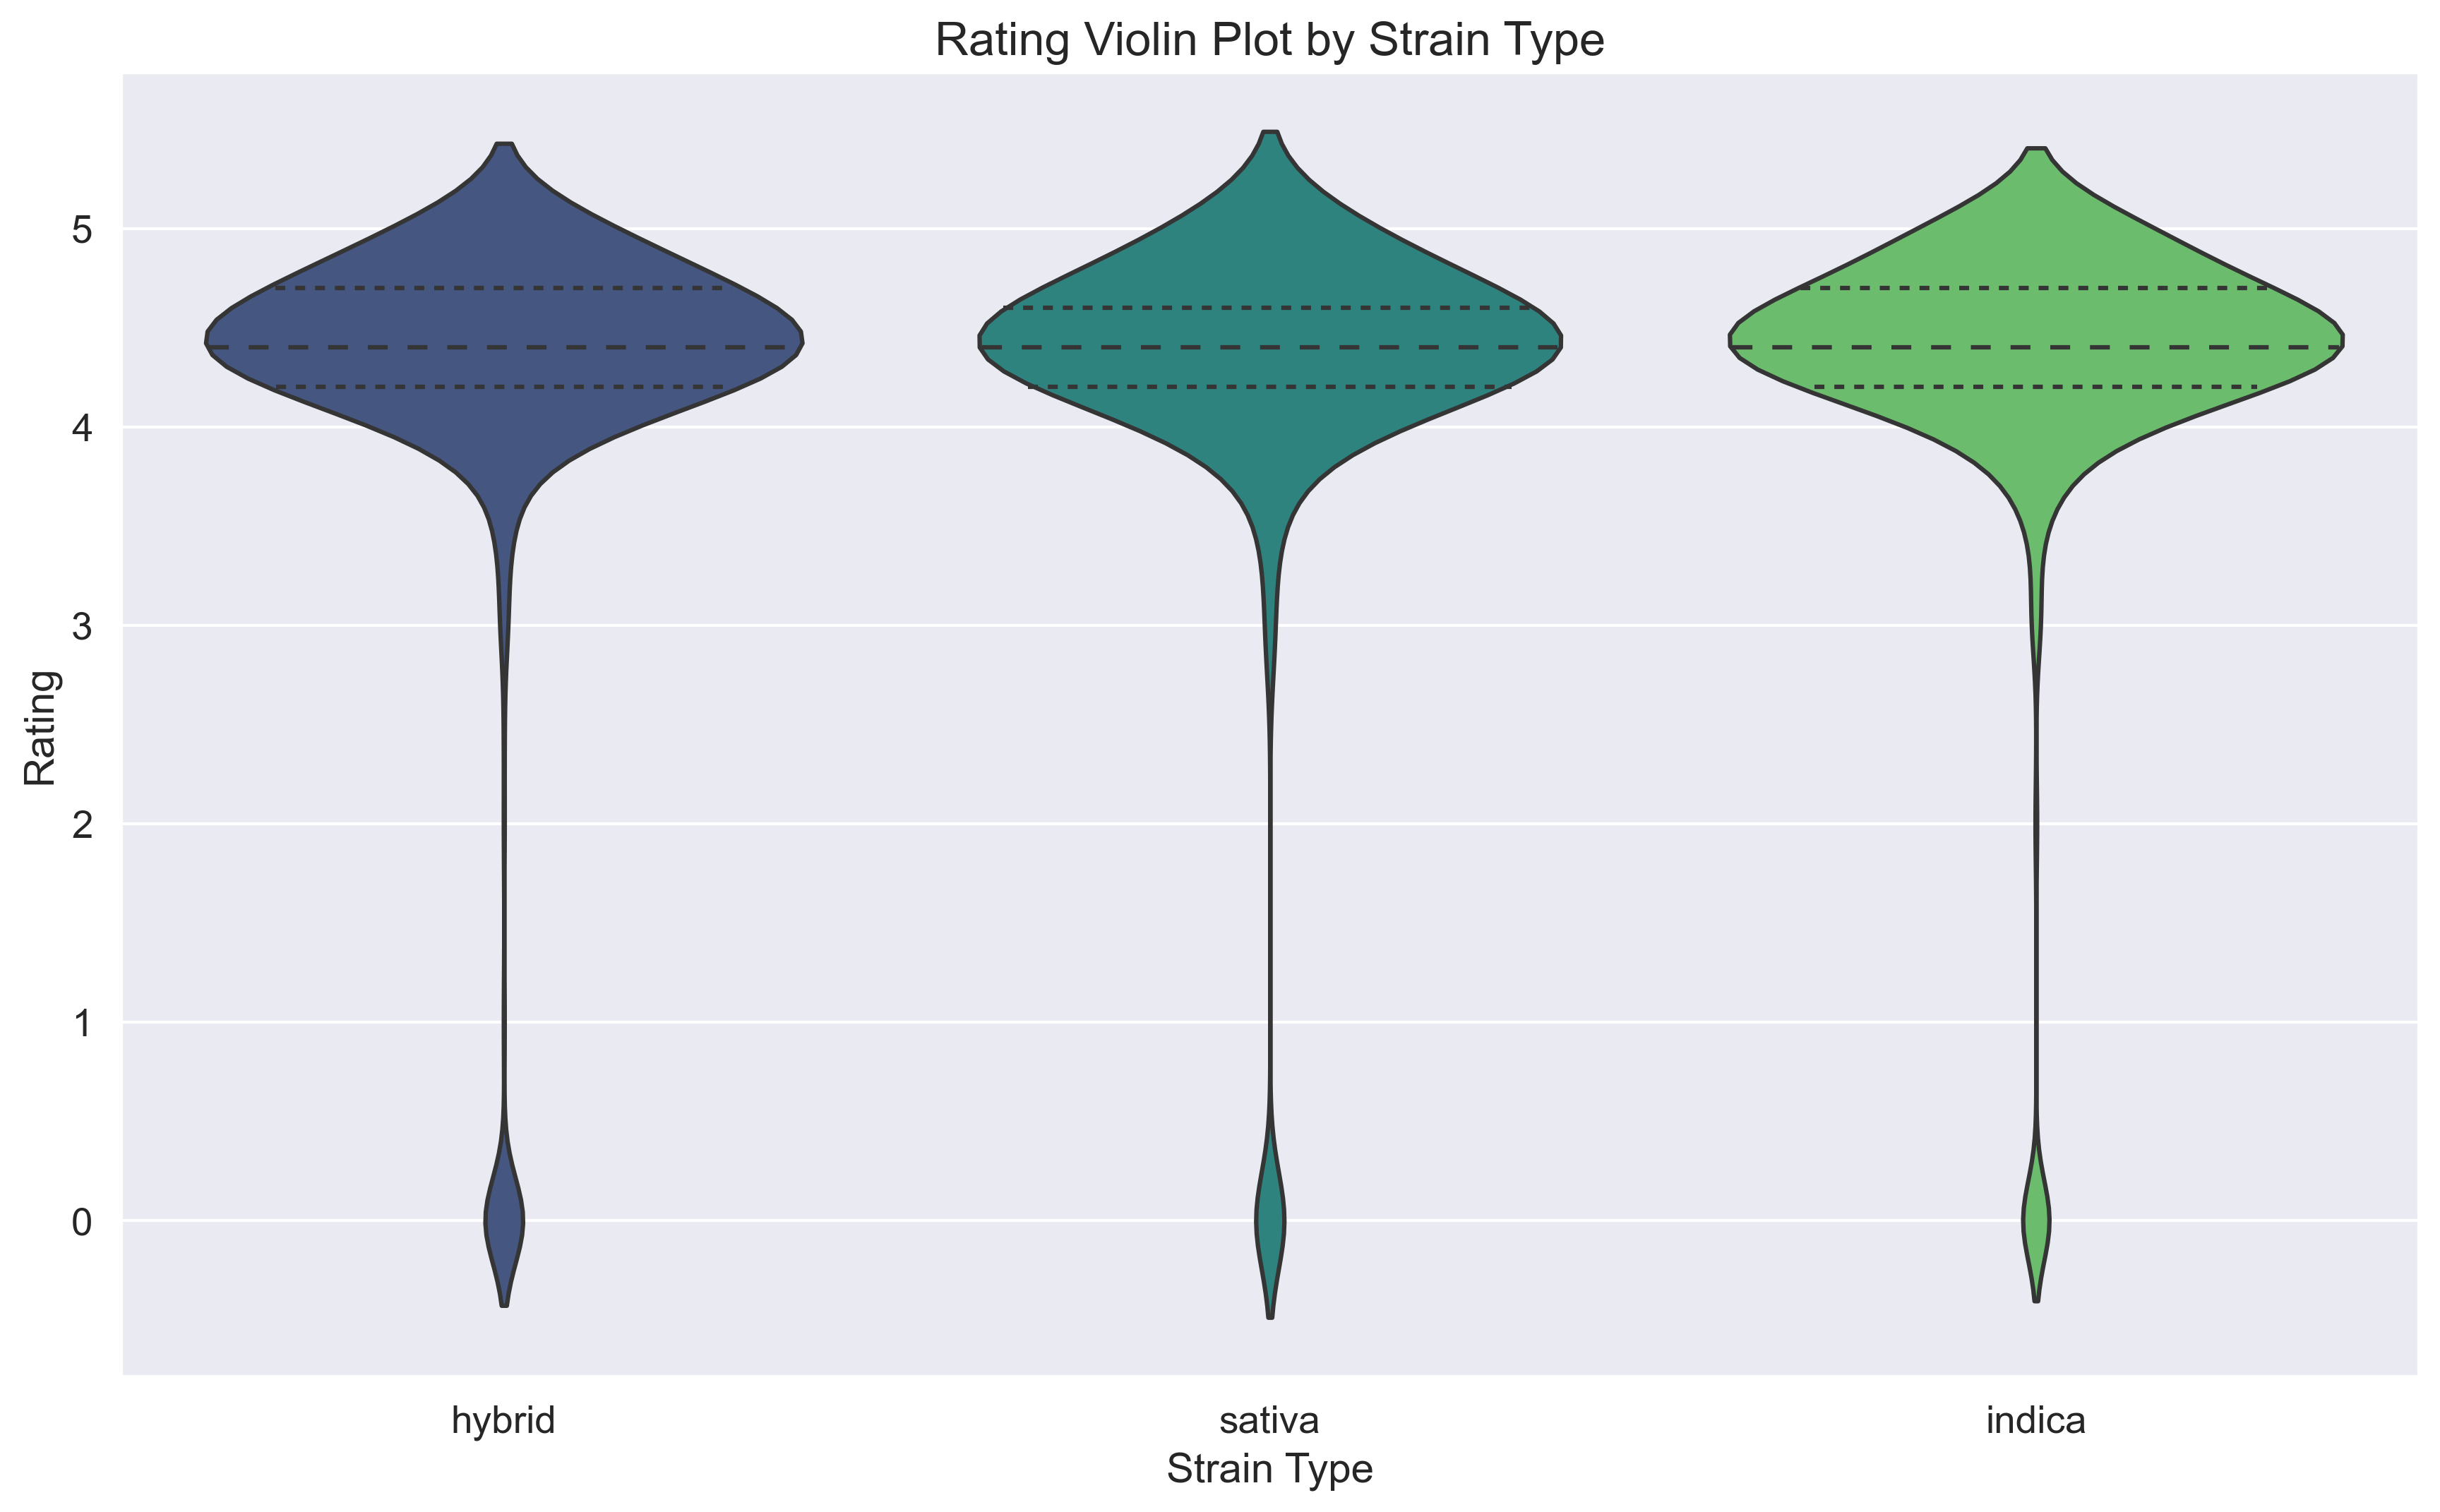 Rating Violin Plot by Strain Type
5
4
3
2
1
0
Rating
hybrid
sativa
indica
Strain Type